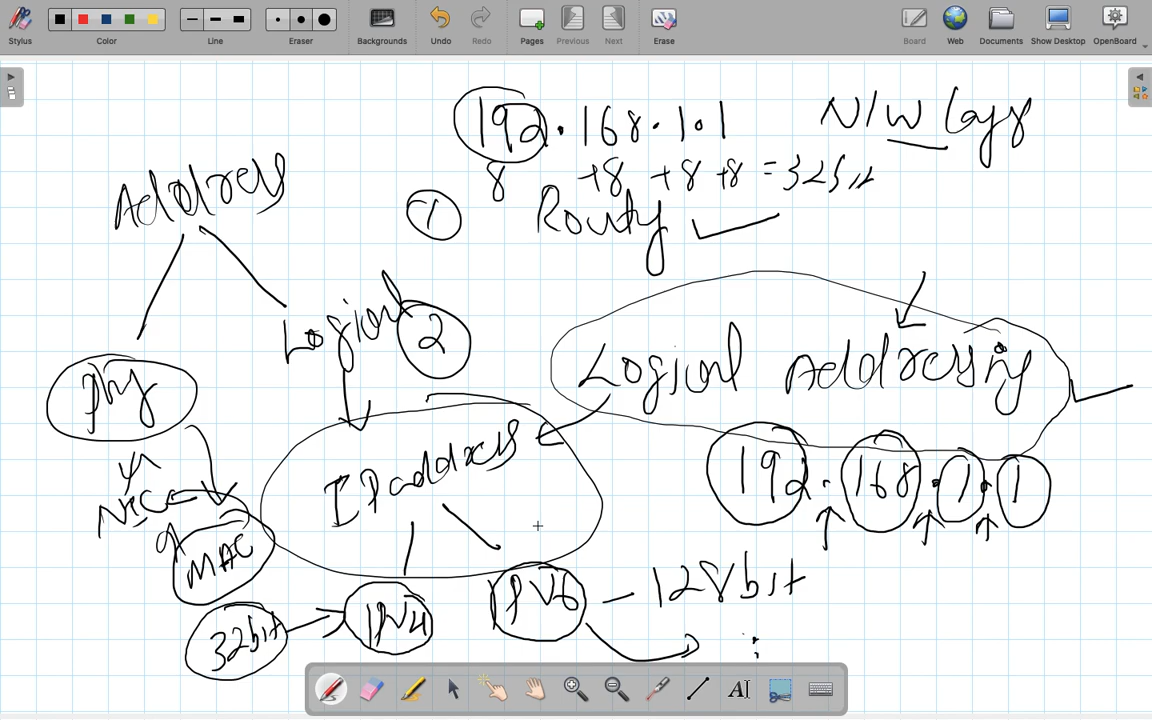 Stylus
Color
Line
Eraser
Backgrounds
Undo
Redo
Pages
Previous
Next
Erase
Board
Web
Documents
Show Desktop
OpenBoard
192.168.1.1
N/W layr
8 +8 +8 +8 = 32bit
Address
1
Logical
2
Logical Addressing
Phy
IP address
192.168.1.1
NIC
MAC
IPV6 - 128bit
32bit
IPV4
:
AI